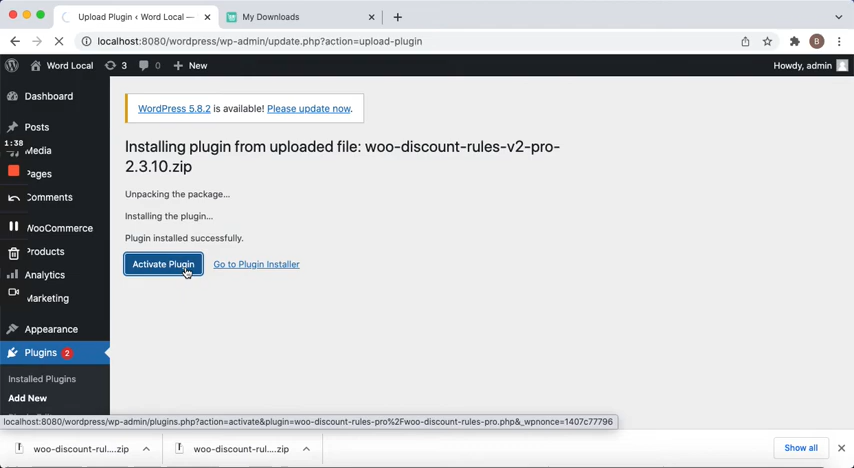 Upload Plugin ‹ Word Local —
My Downloads
localhost:8080/wordpress/wp-admin/update.php?action=upload-plugin
B
Word Local
3
0
New
Howdy, admin
Dashboard
Posts
Media
Pages
Comments
WooCommerce
Products
Analytics
Marketing
Appearance
Plugins 2
Installed Plugins
Add New
1:38
WordPress 5.8.2 is available! Please update now.
Installing plugin from uploaded file: woo-discount-rules-v2-pro-
2.3.10.zip
Unpacking the package…
Installing the plugin…
Plugin installed successfully.
Activate Plugin
Go to Plugin Installer
localhost:8080/wordpress/wp-admin/plugins.php?action=activate&plugin=woo-discount-rules-pro%2Fwoo-discount-rules-pro.php&_wpnonce=1407c77796
woo-discount-rul....zip
woo-discount-rul....zip
Show all